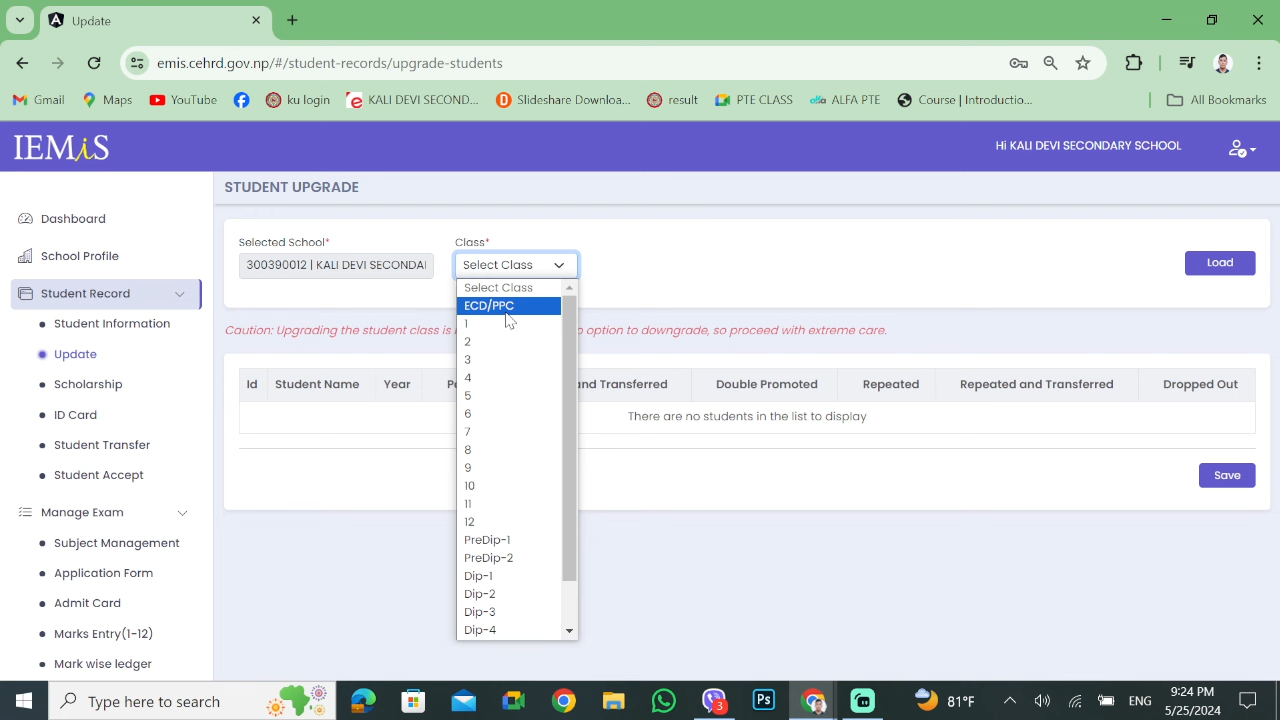 Update
emis.cehrd.gov.np/#/student-records/upgrade-students
Gmail
Maps
YouTube
ku login
KALI DEVI SECOND...
Slideshare Downloa...
result
PTE CLASS
alfa ALFA PTE
Course | Introductio...
All Bookmarks
IEMiS
Hi KALI DEVI SECONDARY SCHOOL
Dashboard
School Profile
Student Record
Student Information
Update
Scholarship
ID Card
Student Transfer
Student Accept
Manage Exam
Subject Management
Application Form
Admit Card
Marks Entry(1-12)
Mark wise ledger
STUDENT UPGRADE
Selected School*
Class*
300390012 | KALI DEVI SECONDA
Select Class
Load
Select Class
ECD/PPC
1
2
3
4
5
6
7
8
9
10
11
12
PreDip-1
PreDip-2
Dip-1
Dip-2
Dip-3
Dip-4
Caution: Upgrading the student class is
option to downgrade, so proceed with extreme care.
Id Student Name Year
and Transferred Double Promoted Repeated Repeated and Transferred Dropped Out
There are no students in the list to display
Save
Type here to search
3
Ps
81°F
ENG
9:24 PM
5/25/2024